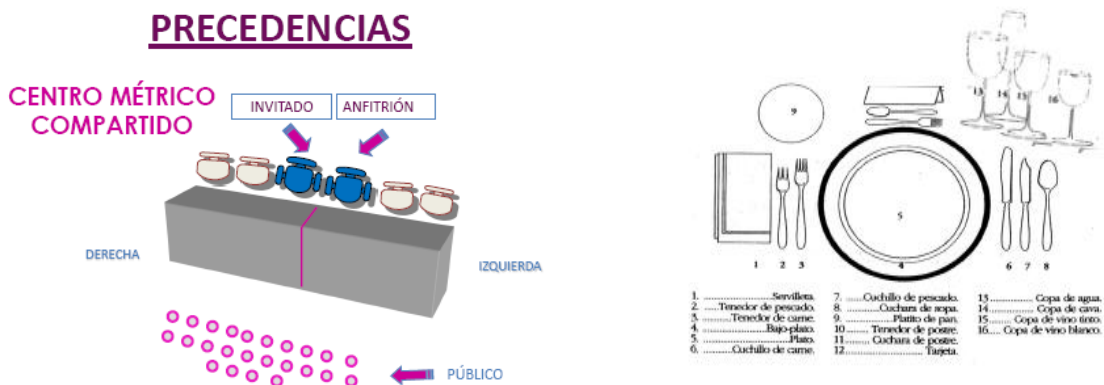 PRECEDENCIAS
CENTRO MÉTRICO
COMPARTIDO
INVITADO
ANFITRIÓN
DERECHA
IZQUIERDA
PÚBLICO
13
14
15
16
9
5
1
2
3
4
6
7
8
1. ..................Servilleta.
2. .....Tenedor de pescado.
3. ........Tenedor de carne.
4. ..................Bajo-plato.
5. .........................Plato.
6. .........Cuchillo de carne.
7. .....Cuchillo de pescado.
8. ..........Cuchara de sopa.
9. ..............Platito de pan.
10 .......Tenedor de postre.
11 .......Cuchara de postre.
12 ........................Tarjeta.
13............ Copa de agua.
14 ............ Copa de cava.
15 ..... Copa de vino tinto.
16.... Copa de vino blanco.